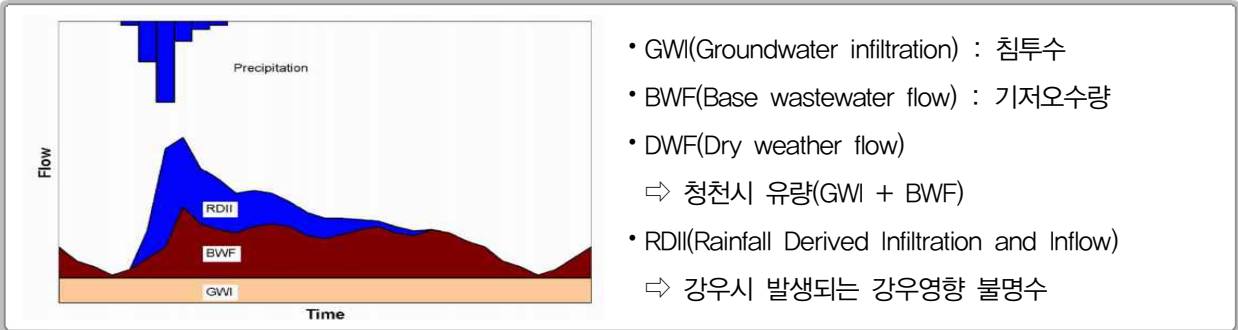 Precipitation
Flow
RDII
BWF
GWI
Time
• GWI(Groundwater infiltration) : 침투수
• BWF(Base wastewater flow) : 기저오수량
• DWF(Dry weather flow)
⇨ 청천시 유량(GWI + BWF)
• RDII(Rainfall Derived Infiltration and Inflow)
⇨ 강우시 발생되는 강우영향 불명수